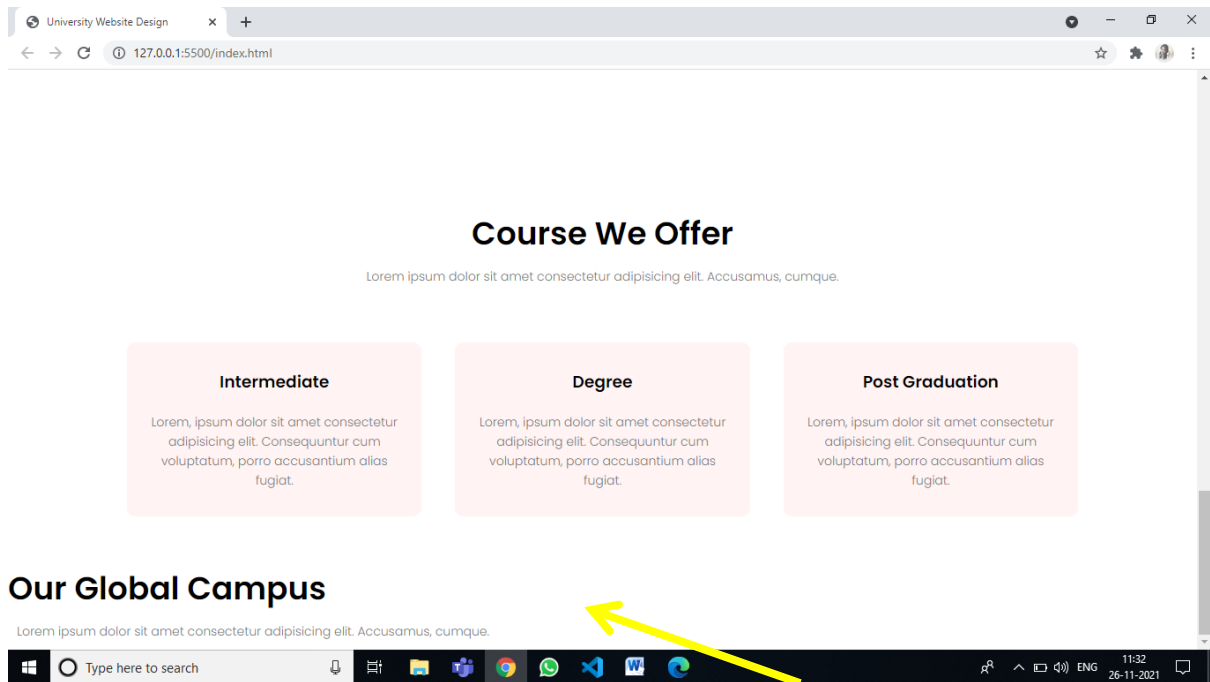 University Website Design
127.0.0.1:5500/index.html
Course We Offer
Lorem ipsum dolor sit amet consectetur adipisicing elit. Accusamus, cumque.
Intermediate
Lorem, ipsum dolor sit amet consectetur
adipisicing elit. Consequuntur cum
voluptatum, porro accusantium alias
fugiat.
Degree
Lorem, ipsum dolor sit amet consectetur
adipisicing elit. Consequuntur cum
voluptatum, porro accusantium alias
fugiat.
Post Graduation
Lorem, ipsum dolor sit amet consectetur
adipisicing elit. Consequuntur cum
voluptatum, porro accusantium alias
fugiat.
Our Global Campus
Lorem ipsum dolor sit amet consectetur adipisicing elit. Accusamus, cumque.
Type here to search
ENG
11:32
26-11-2021